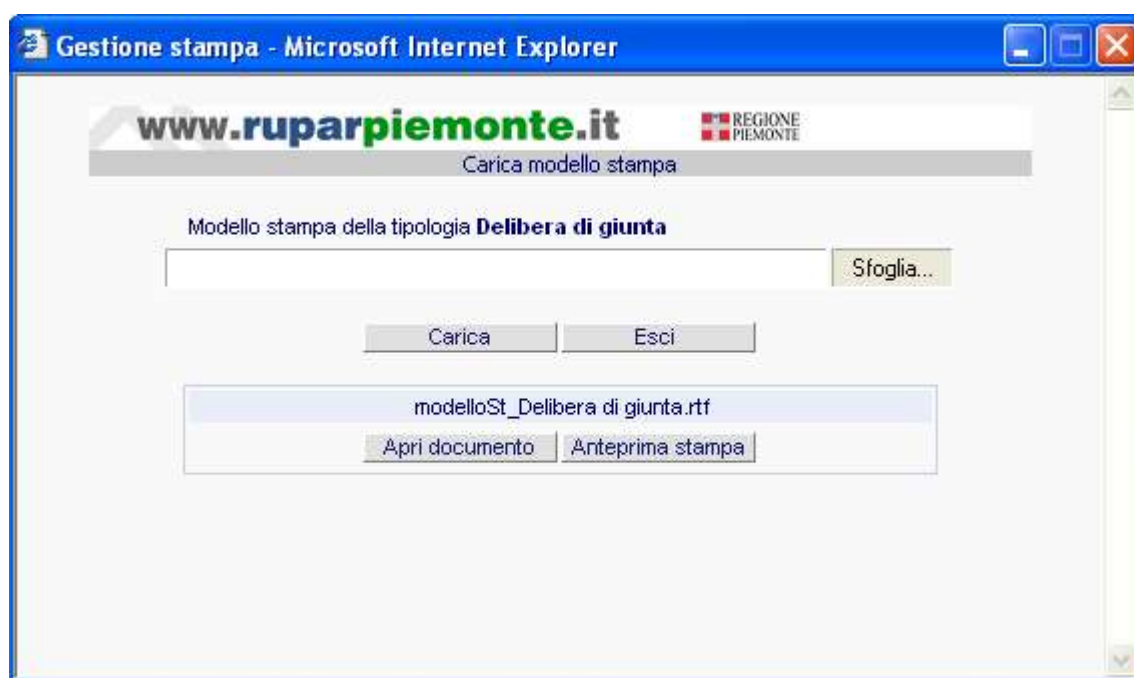 Gestione stampa - Microsoft Internet Explorer
www.ruparpiemonte.it REGIONE PIEMONTE
Carica modello stampa
Modello stampa della tipologia Delibera di giunta
Sfoglia...
Carica Esci
modelloSt_Delibera di giunta.rtf
Apri documento Anteprima stampa